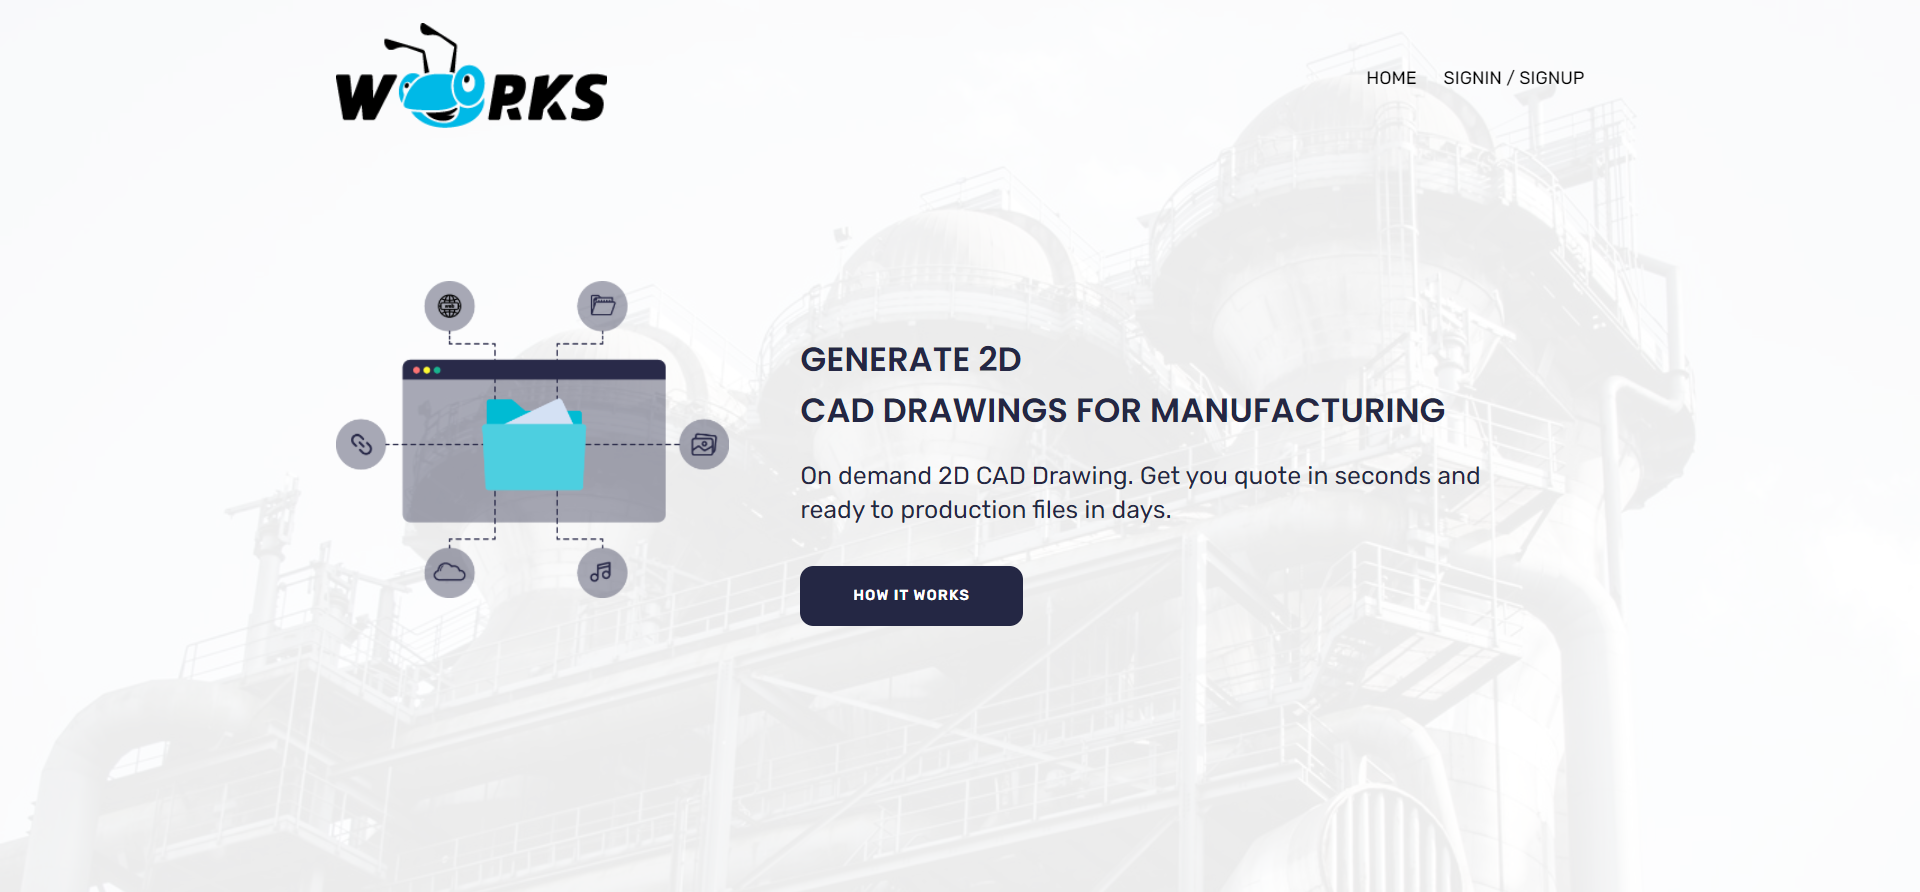 WORKS
HOME SIGNIN / SIGNUP
GENERATE 2D
CAD DRAWINGS FOR MANUFACTURING
On demand 2D CAD Drawing. Get you quote in seconds and
ready to production files in days.
HOW IT WORKS